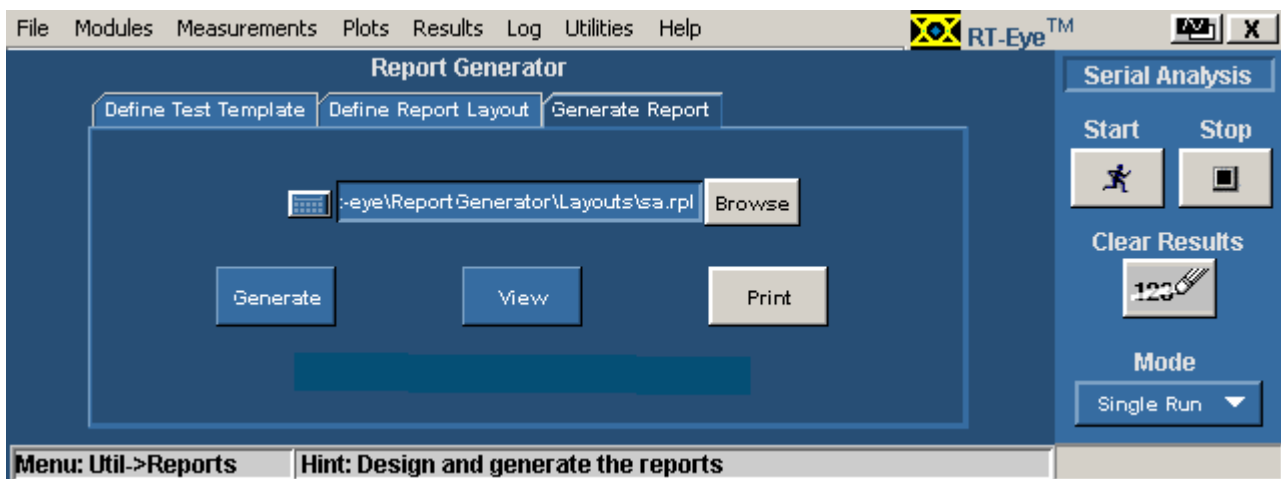 File Modules Measurements Plots Results Log Utilities Help RT-Eye™ X
Report Generator
Define Test Template Define Report Layout Generate Report
:-eye\ReportGenerator\Layouts\sa.rpl Browse
Generate View Print
Serial Analysis
Start Stop
Clear Results
123
Mode
Single Run
Menu: Util->Reports Hint: Design and generate the reports